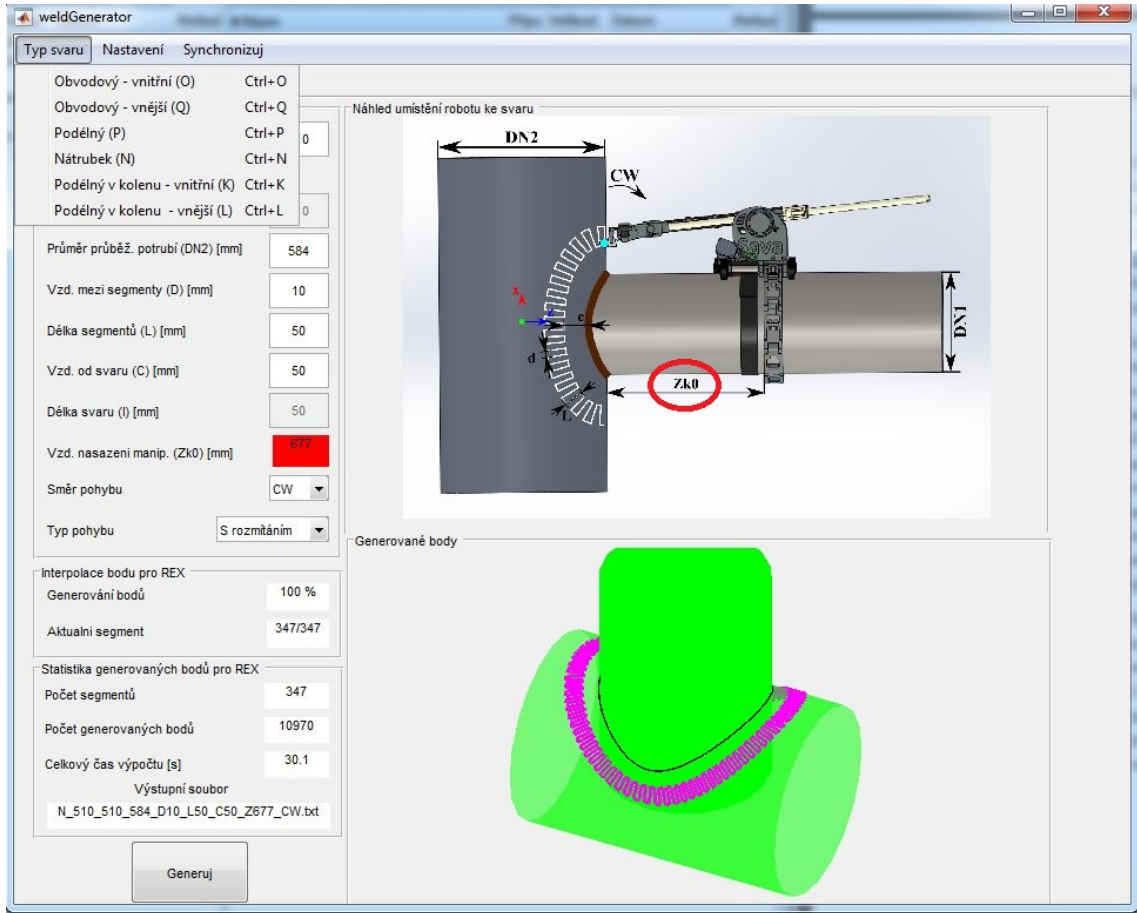 weldGenerator
Typ svaru Nastavení Synchronizuj
Obvodový - vnitřní (O) Ctrl+O
Obvodový - vnější (Q) Ctrl+Q
Podélný (P) Ctrl+P
Nátrubek (N) Ctrl+N
Podélný v kolenu - vnitřní (K) Ctrl+K
Podélný v kolenu - vnější (L) Ctrl+L
0
0
Průměr průběž. potrubí (DN2) [mm] 584
Vzd. mezi segmenty (D) [mm] 10
Délka segmentů (L) [mm] 50
Vzd. od svaru (C) [mm] 50
Délka svaru (l) [mm] 50
Vzd. nasazeni manip. (Zk0) [mm] 677
Směr pohybu CW
Typ pohybu S rozmítáním
Interpolace bodu pro REX
Generování bodů 100 %
Aktualni segment 347/347
Statistika generovaných bodů pro REX
Počet segmentů 347
Počet generovaných bodů 10970
Celkový čas výpočtu [s] 30.1
Výstupní soubor
N_510_510_584_D10_L50_C50_Z677_CW.txt
Generuj
Náhled umístění robotu ke svaru
DN2
CW
Sava
x
c
d
L
Zk0
DN1
Generované body